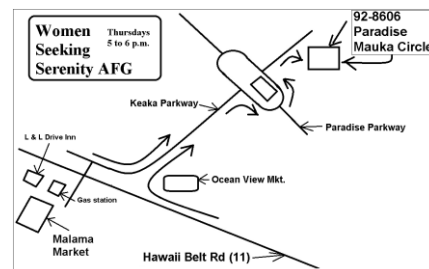 Women
Seeking
Serenity AFG
Thursdays
5 to 6 p.m.
92-8606
Paradise
Mauka Circle
Keaka Parkway
Paradise Parkway
L & L Drive Inn
Gas station
Ocean View Mkt.
Malama
Market
Hawaii Belt Rd (11)